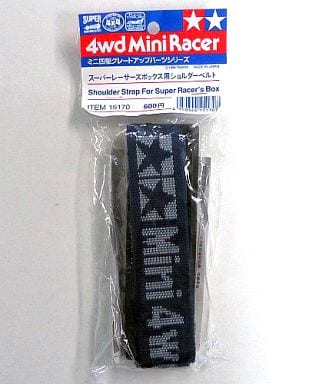 SUPER
4x4
4wd Mini Racer
ミニ四駆グレードアップパーツシリーズ
MADE IN JAPAN
スーパーレーサーズボックス用ショルダーベルト
Shoulder Strap For Super Racer's Box
ITEM 15170 600円
Mini 4W